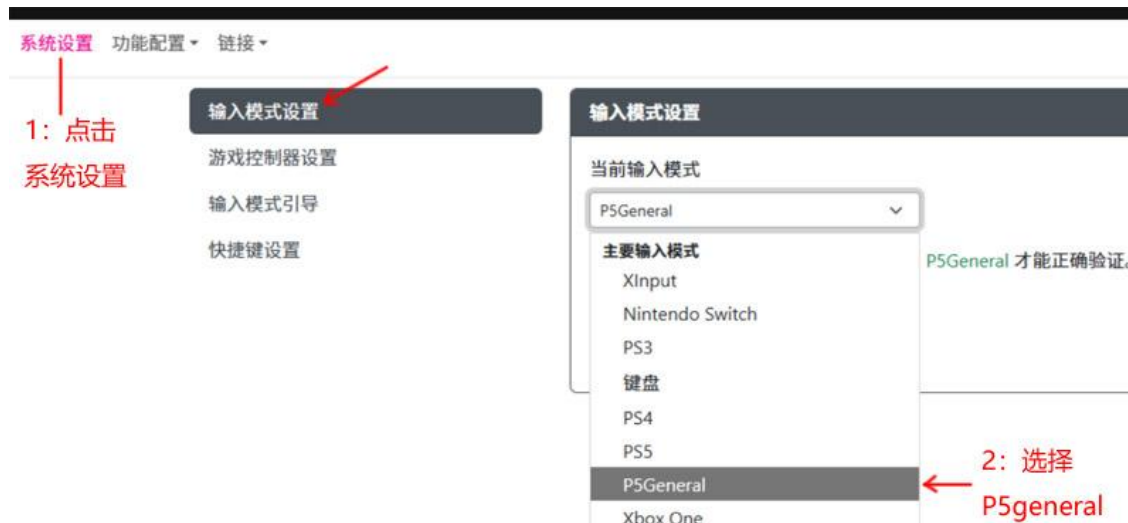 系统设置 功能配置 链接
1：点击
系统设置
输入模式设置
游戏控制器设置
输入模式引导
快捷键设置
输入模式设置
当前输入模式
P5General
主要输入模式
XInput
Nintendo Switch
PS3
键盘
PS4
PS5
P5General
Xbox One
P5General 才能正确验证。
2：选择
P5general